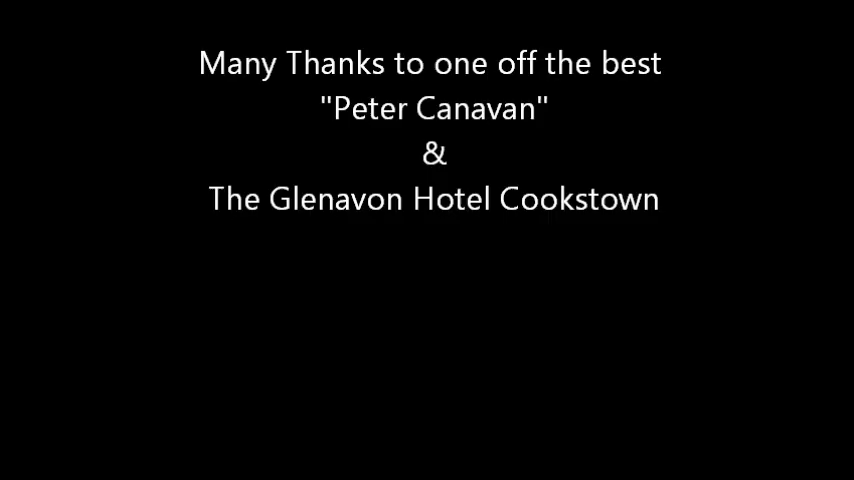 Many Thanks to one off the best
"Peter Canavan"
&
The Glenavon Hotel Cookstown